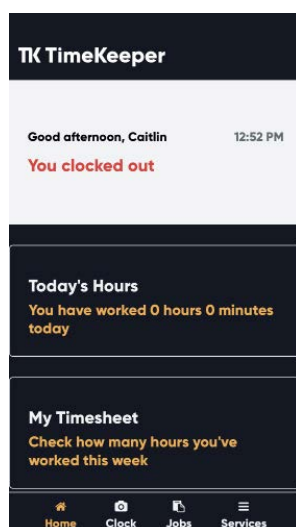 TK TimeKeeper
Good afternoon, Caitlin 12:52 PM
You clocked out
Today's Hours
You have worked 0 hours 0 minutes
today
My Timesheet
Check how many hours you've
worked this week
Home Clock Jobs Services